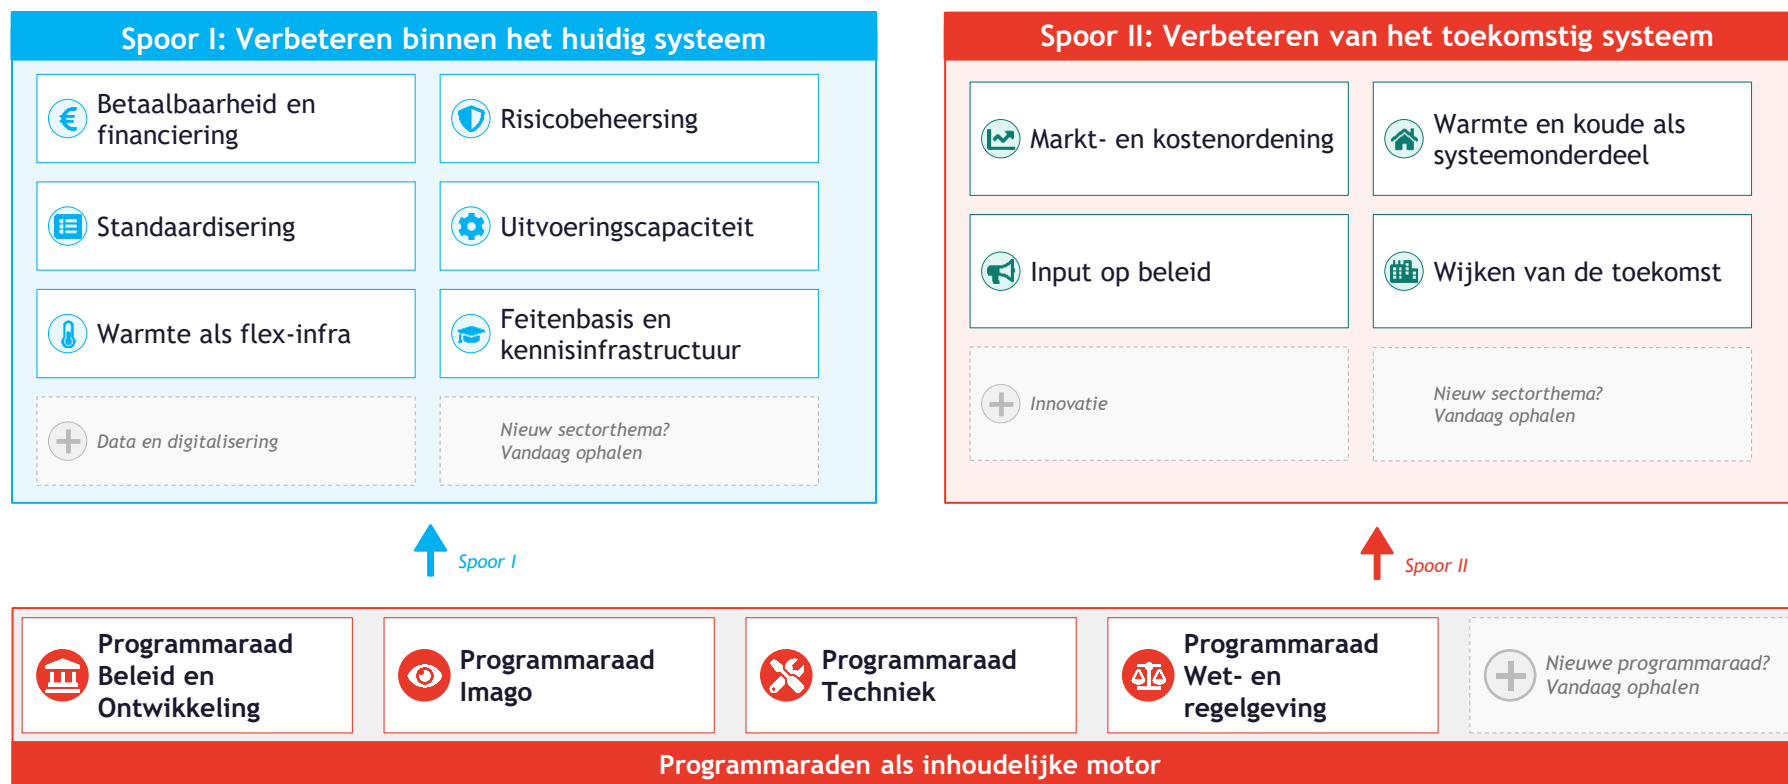 Spoor I: Verbeteren binnen het huidig systeem
Betaalbaarheid en
financiering
Risicobeheersing
Standaardisering
Uitvoeringscapaciteit
Warmte als flex-infra
Feitenbasis en
kennisinfrastructuur
Data en digitalisering
Nieuw sectorthema?
Vandaag ophalen
Spoor II: Verbeteren van het toekomstig systeem
Markt- en kostenordening
Warmte en koude als
systeemonderdeel
Input op beleid
Wijken van de toekomst
Innovatie
Nieuw sectorthema?
Vandaag ophalen
Spoor I
Spoor II
Programmaraad
Beleid en
Ontwikkeling
Programmaraad
Imago
Programmaraad
Techniek
Programmaraad
Wet- en
regelgeving
Nieuwe programmaraad?
Vandaag ophalen
Programmaraden als inhoudelijke motor